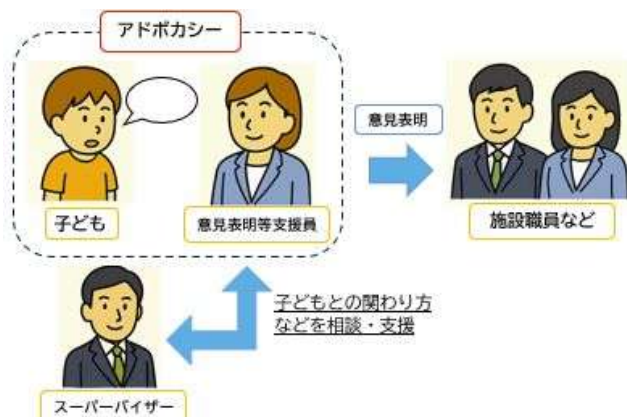 アドボカシー
子ども
意見表明等支援員
意見表明
施設職員など
子どもとの関わり方
などを相談・支援
スーパーバイザー